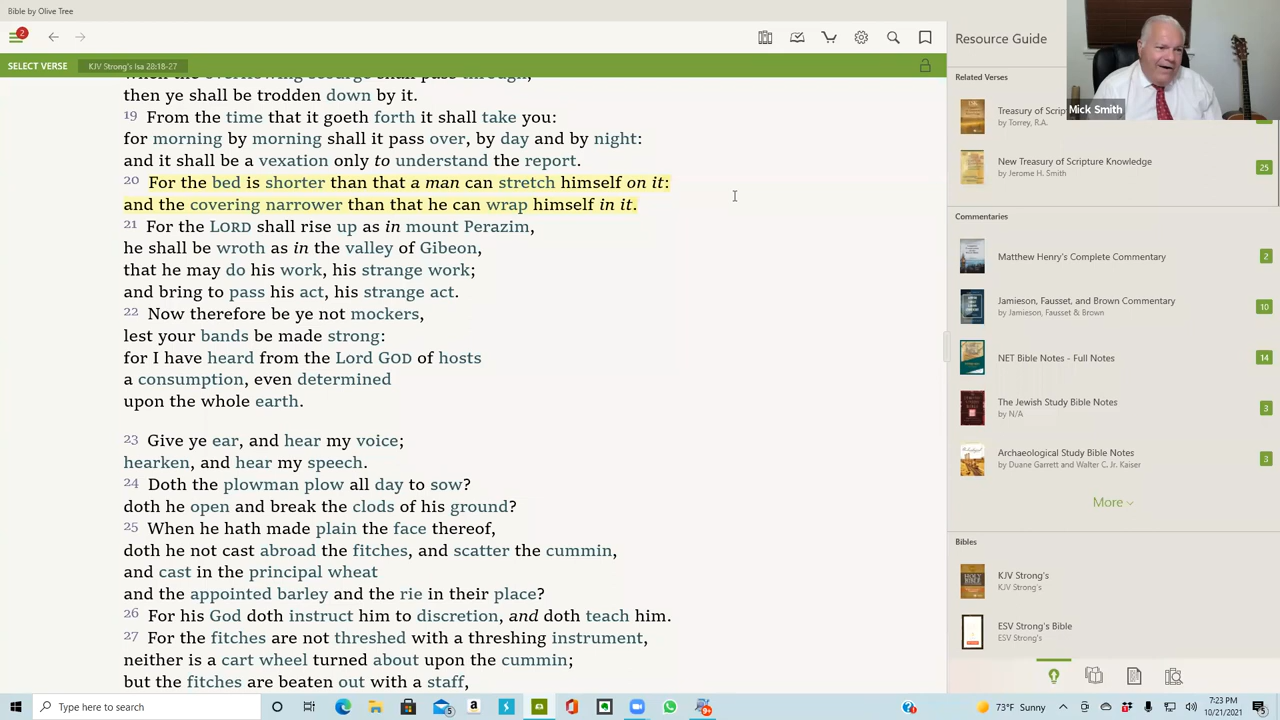 Bible by Olive Tree
2
Resource Guide
SELECT VERSE
KJV Strong's Isa 28:18-27
when the overflowing scourge shall pass through,
then ye shall be trodden down by it.
19 From the time that it goeth forth it shall take you:
for morning by morning shall it pass over, by day and by night:
and it shall be a vexation only to understand the report.
20 For the bed is shorter than that a man can stretch himself on it:
and the covering narrower than that he can wrap himself in it.
21 For the LORD shall rise up as in mount Perazim,
he shall be wroth as in the valley of Gibeon,
that he may do his work, his strange work;
and bring to pass his act, his strange act.
22 Now therefore be ye not mockers,
lest your bands be made strong:
for I have heard from the Lord GOD of hosts
a consumption, even determined
upon the whole earth.
23 Give ye ear, and hear my voice;
hearken, and hear my speech.
24 Doth the plowman plow all day to sow?
doth he open and break the clods of his ground?
25 When he hath made plain the face thereof,
doth he not cast abroad the fitches, and scatter the cummin,
and cast in the principal wheat
and the appointed barley and the rie in their place?
26 For his God doth instruct him to discretion, and doth teach him.
27 For the fitches are not threshed with a threshing instrument,
neither is a cart wheel turned about upon the cummin;
but the fitches are beaten out with a staff,
Related Verses
Treasury of
by Torrey, R.A.
Mick Smith
New Treasury of Scripture Knowledge
by Jerome H. Smith
25
Commentaries
Matthew Henry's Complete Commentary
2
Jamieson, Fausset, and Brown Commentary
by Jamieson, Fausset & Brown
10
NET Bible Notes - Full Notes
14
The Jewish Study Bible Notes
by N/A
3
Archaeological Study Bible Notes
by Duane Garrett and Walter C. Jr. Kaiser
3
More
Bibles
KJV Strong's
KJV Strong's
ESV Strong's Bible
ESV Strong's
Type here to search
73°F Sunny
7:23 PM
10/21/2021